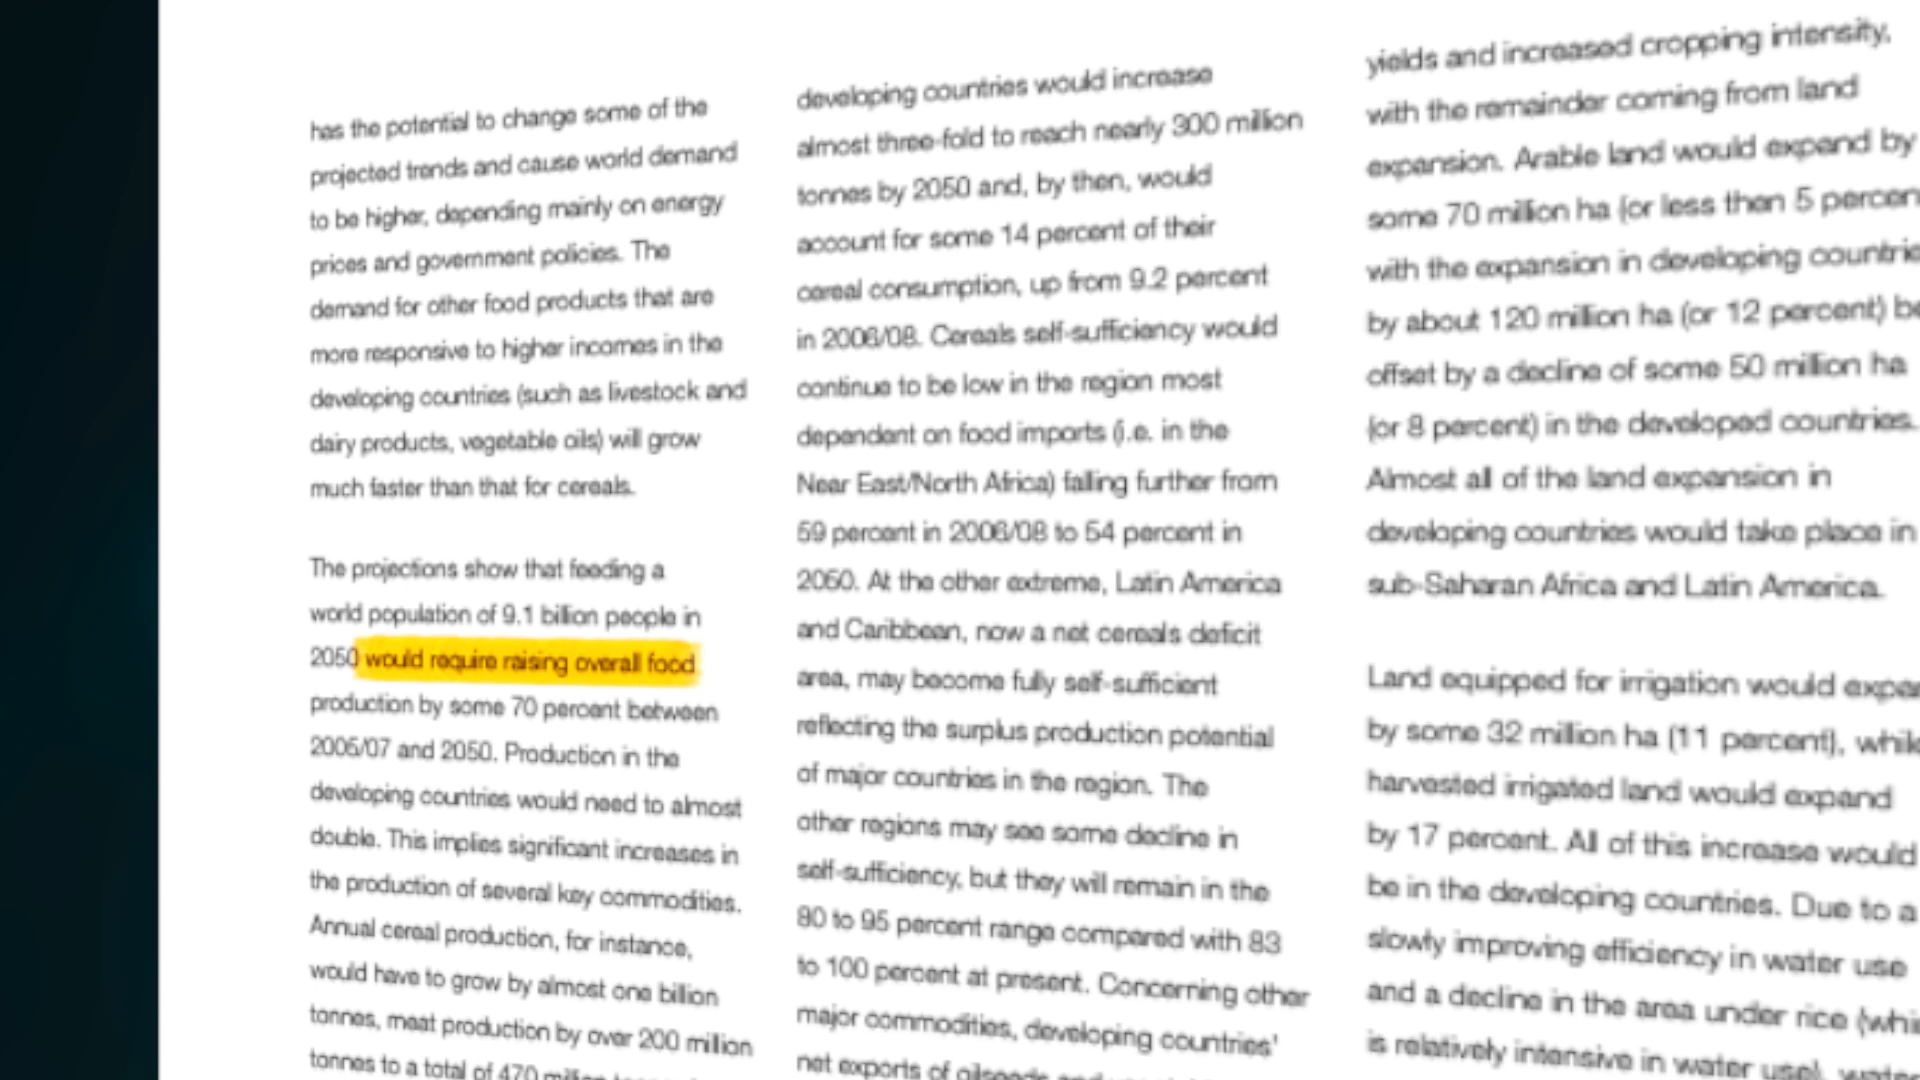 has the potential to change some of the
projected trends and cause world demand
to be higher, depending mainly on energy
prices and government policies. The
demand for other food products that are
more responsive to higher incomes in the
developing countries (such as livestock and
dairy products, vegetable oils) will grow
much faster than that for cereals.
The projections show that feeding a
world population of 9.1 billion people in
2050 would require raising overall food
production by some 70 percent between
2005/07 and 2050. Production in the
developing countries would need to almost
double. This implies significant increases in
the production of several key commodities.
Annual cereal production, for instance,
would have to grow by almost one billion
tonnes, meat production by over 200 million
tonnes to a total of 470 million
developing countries would increase
almost three-fold to reach nearly 300 million
tonnes by 2050 and, by then, would
account for some 14 percent of their
cereal consumption, up from 9.2 percent
in 2006/08. Cereals self-sufficiency would
continue to be low in the region most
dependent on food imports (i.e. in the
Near East/North Africa) falling further from
59 percent in 2006/08 to 54 percent in
2050. At the other extreme, Latin America
and Caribbean, now a net cereals deficit
area, may become fully self-sufficient
reflecting the surplus production potential
of major countries in the region. The
other regions may see some decline in
self-sufficiency, but they will remain in the
80 to 95 percent range compared with 83
to 100 percent at present. Concerning other
major commodities, developing countries'
net exports of oilseeds
yields and increased cropping intensity,
with the remainder coming from land
expansion. Arable land would expand by
some 70 million ha (or less than 5 percen
with the expansion in developing countrie
by about 120 million ha (or 12 percent) be
offset by a decline of some 50 million ha
(or 8 percent) in the developed countries.
Almost all of the land expansion in
developing countries would take place in
sub-Saharan Africa and Latin America.
Land equipped for irrigation would expa
by some 32 million ha (11 percent), while
harvested irrigated land would expand
by 17 percent. All of this increase would
be in the developing countries. Due to a
slowly improving efficiency in water use
and a decline in the area under rice (whi
is relatively intensive in water use), water